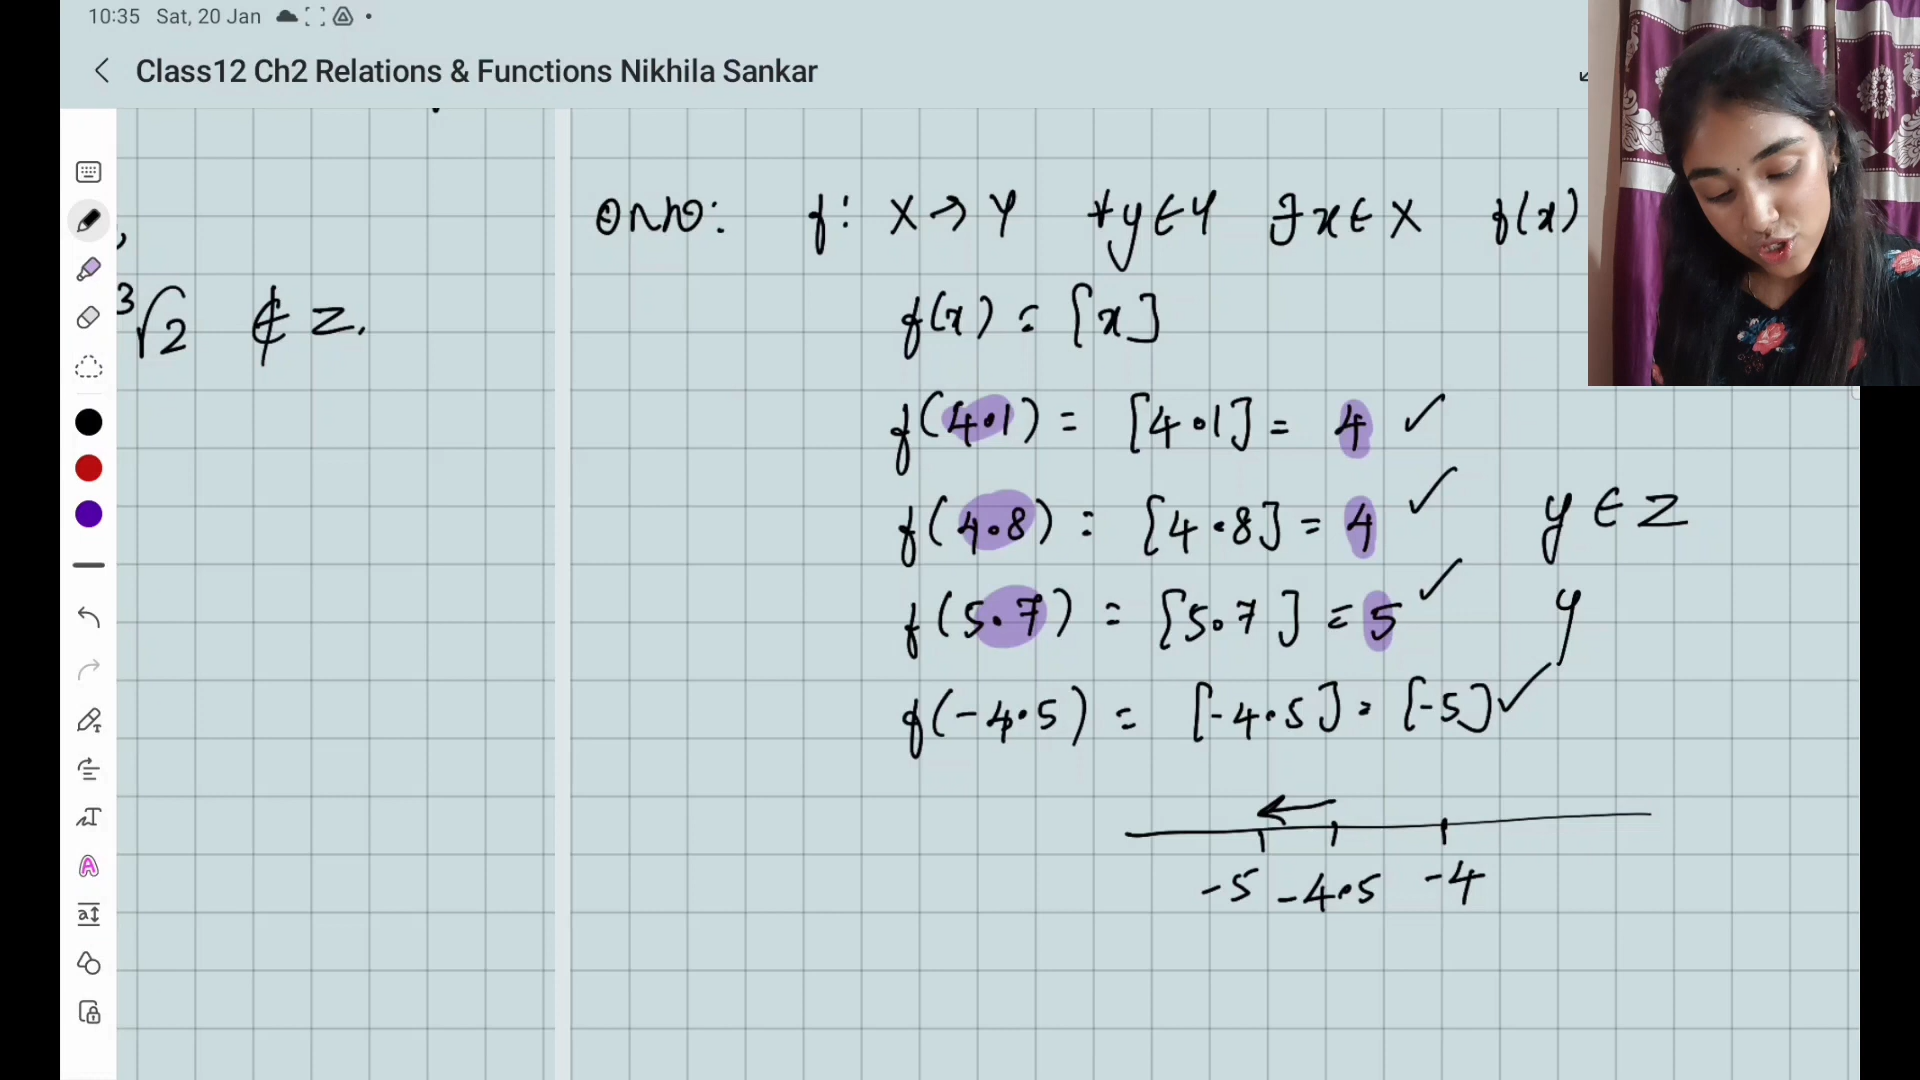 10:35 Sat, 20 Jan
Class12 Ch2 Relations & Functions Nikhila Sankar
,
³√2 ∉ Z.
onto: f: X → Y ∀y∈Y ∃x∈X f(x)
f(x) = [x]
f(4.1) = [4.1] = 4 ✓
f(4.8) = [4.8] = 4 ✓
y ∈ Z
f(5.7) = [5.7] = 5 ✓
y
f(-4.5) = [-4.5] = [-5] ✓
-5 -4.5 -4